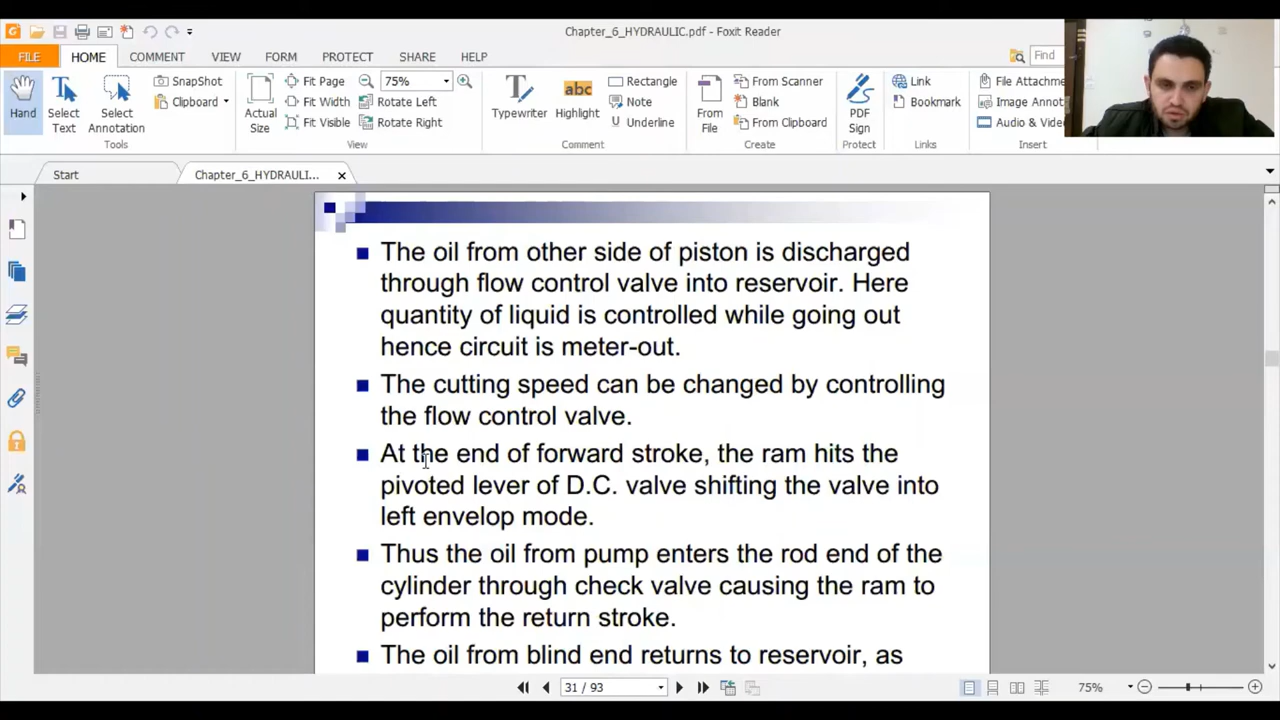 Chapter_6_HYDRAULIC.pdf - Foxit Reader
FILE HOME COMMENT VIEW FORM PROTECT SHARE HELP
Find
Hand
Select
Text
Select
Annotation
SnapShot
Clipboard
Tools
Actual
Size
Fit Page
Fit Width
Fit Visible
75%
Rotate Left
Rotate Right
View
Typewriter
abc
Highlight
Rectangle
Note
Underline
Comment
From
File
From Scanner
Blank
From Clipboard
Create
PDF
Sign
Protect
Link
Bookmark
Links
File Attachme
Image Annot
Audio & Vide
Insert
Start
Chapter_6_HYDRAULI...
The oil from other side of piston is discharged
through flow control valve into reservoir. Here
quantity of liquid is controlled while going out
hence circuit is meter-out.
The cutting speed can be changed by controlling
the flow control valve.
At the end of forward stroke, the ram hits the
pivoted lever of D.C. valve shifting the valve into
left envelop mode.
Thus the oil from pump enters the rod end of the
cylinder through check valve causing the ram to
perform the return stroke.
The oil from blind end returns to reservoir, as
31 / 93
75%